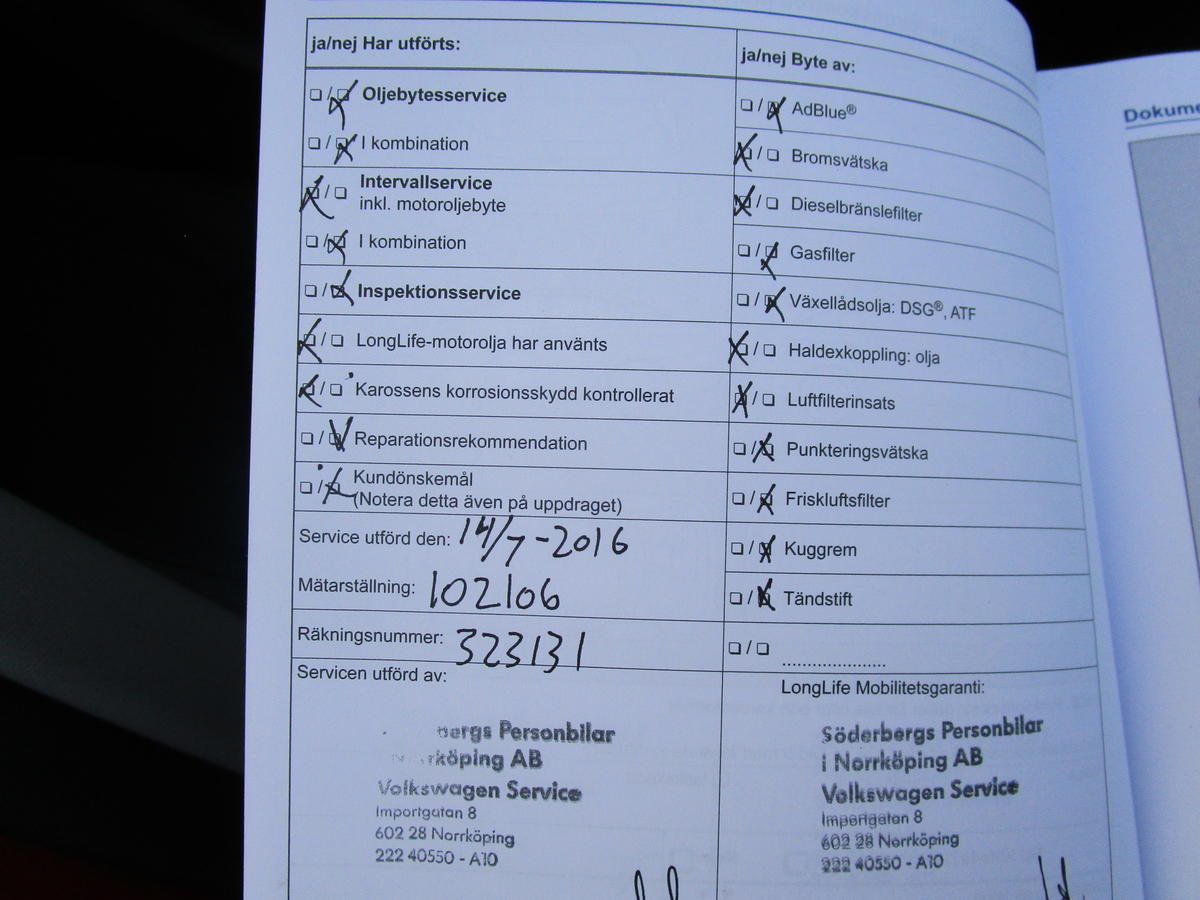 ja/nej Har utförts:
❏ / ❏ Oljebytesservice
❏ / ❏ I kombination
❏ / ❏ Intervallservice
inkl. motoroljebyte
❏ / ❏ I kombination
❏ / ❏ Inspektionsservice
❏ / ❏ LongLife-motorolja har använts
❏ / ❏ Karossens korrosionsskydd kontrollerat
❏ / ❏ Reparationsrekommendation
❏ / ❏ Kundönskemål
(Notera detta även på uppdraget)
Service utförd den: 14/7-2016
Mätarställning: 102106
Räkningsnummer: 323131
Servicen utförd av:
bergs Personbilar
rköping AB
Volkswagen Service
Importgatan 8
602 28 Norrköping
222 40550 - A10
ja/nej Byte av:
❏ / ❏ AdBlue®
❏ / ❏ Bromsvätska
❏ / ❏ Dieselbränslefilter
❏ / ❏ Gasfilter
❏ / ❏ Växellådsolja: DSG®, ATF
❏ / ❏ Haldexkoppling: olja
❏ / ❏ Luftfilterinsats
❏ / ❏ Punkteringsvätska
❏ / ❏ Friskluftsfilter
❏ / ❏ Kuggrem
❏ / ❏ Tändstift
❏ / ❏ .....................
LongLife Mobilitetsgaranti:
Söderbergs Personbilar
i Norrköping AB
Volkswagen Service
Importgatan 8
602 28 Norrköping
222 40550 - A10
Dokume